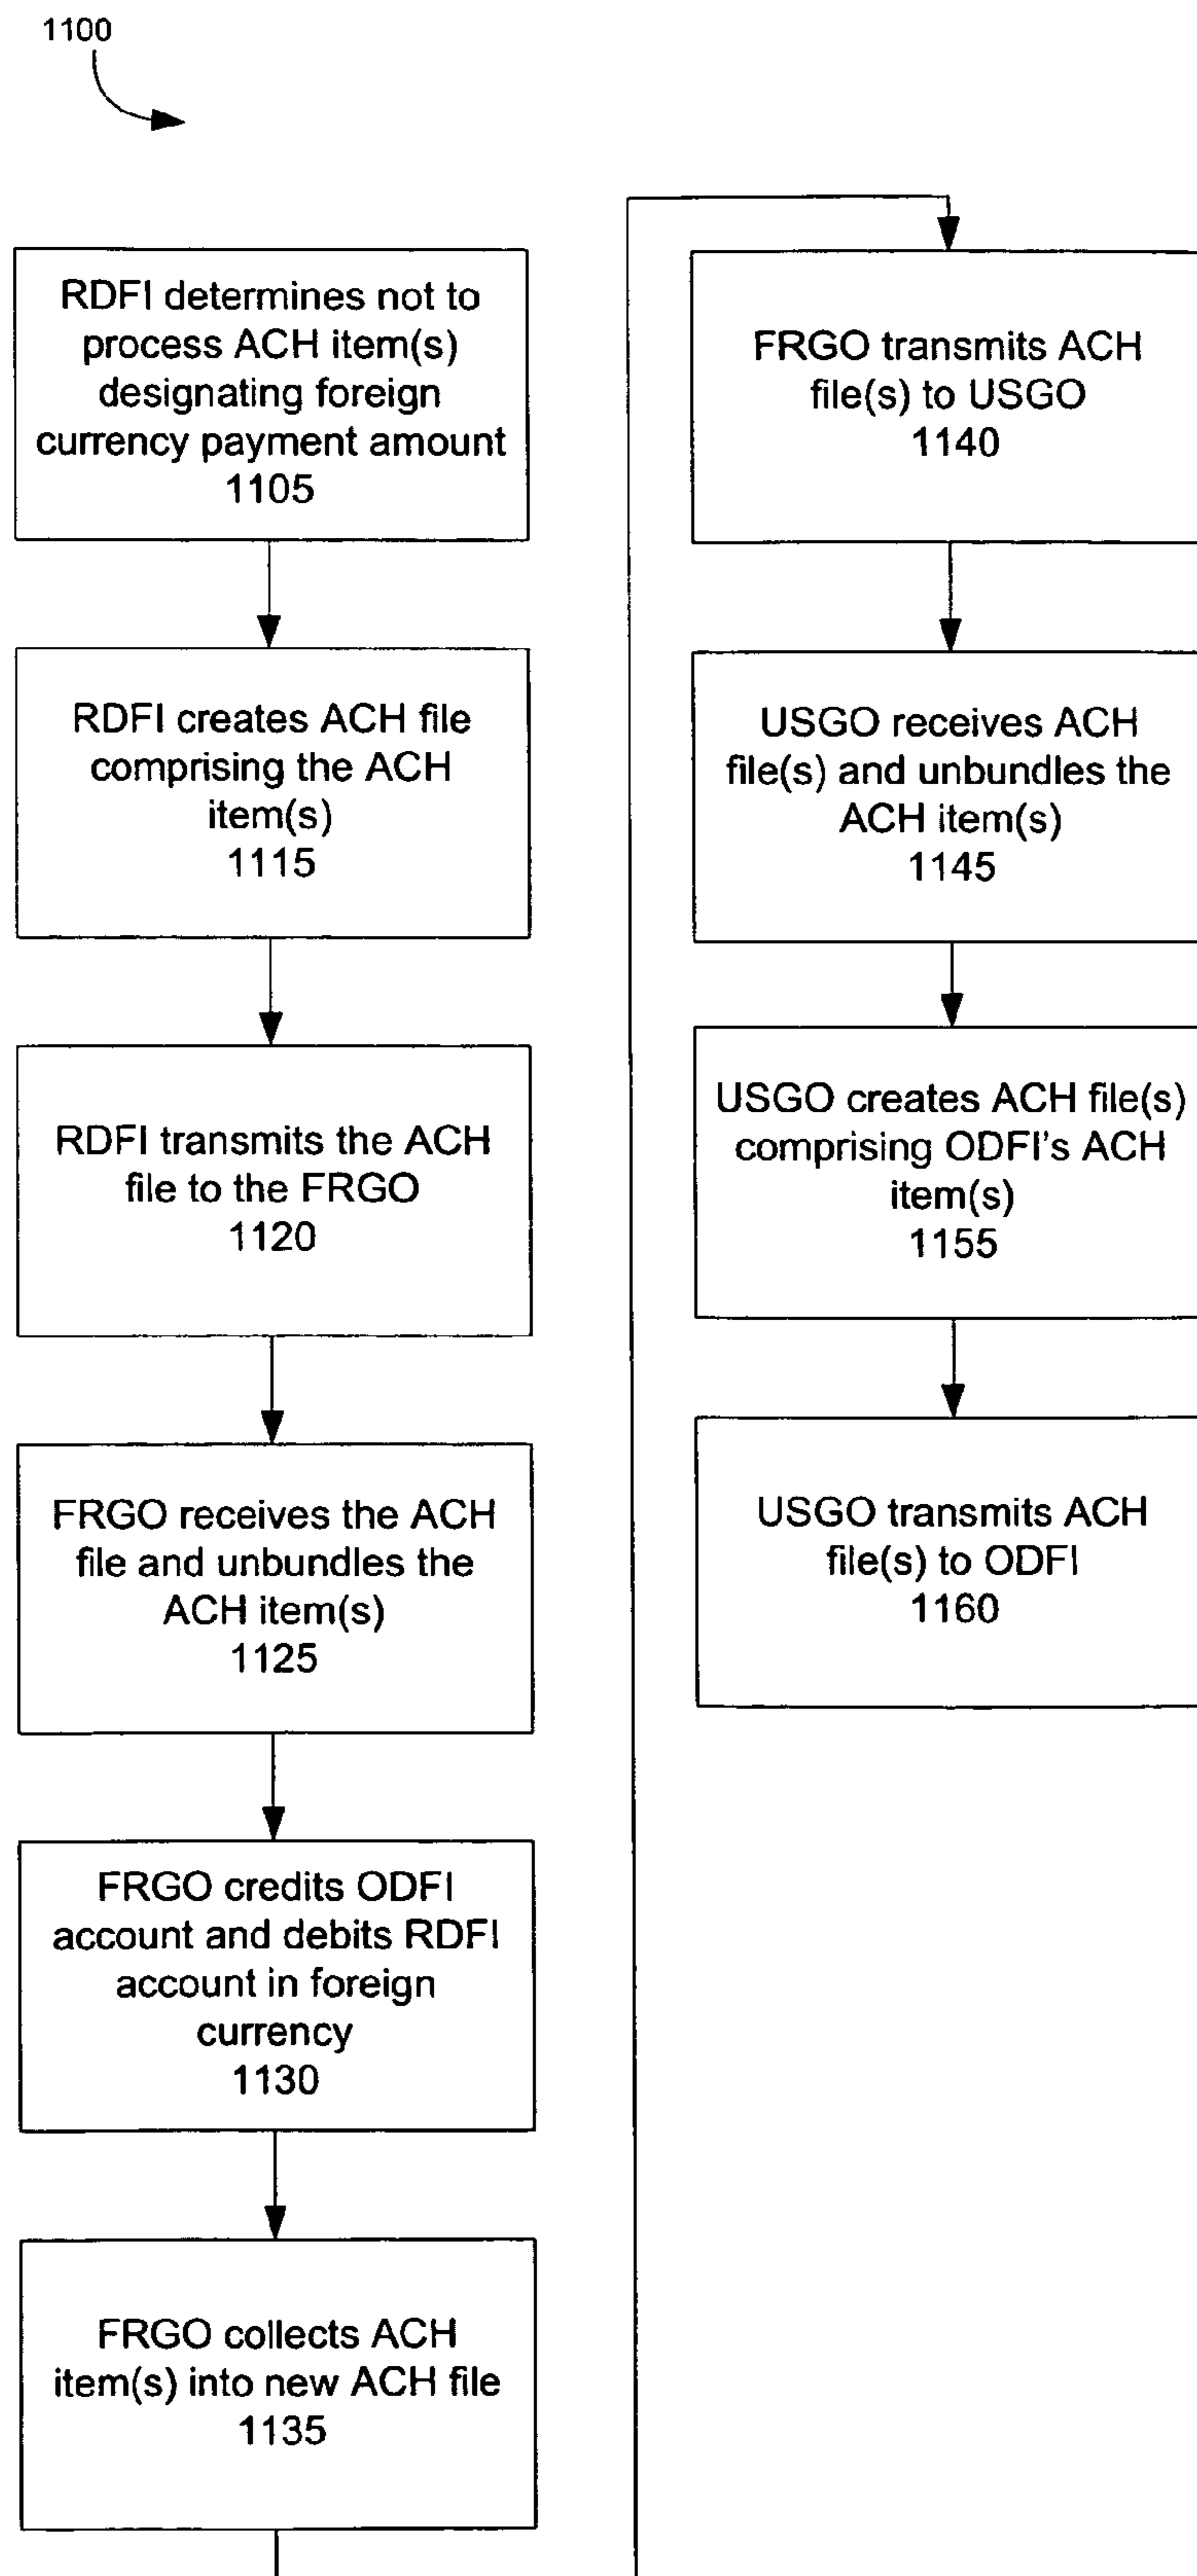 1100
RDFI determines not to
process ACH item(s)
designating foreign
currency payment amount
1105
RDFI creates ACH file
comprising the ACH
item(s)
1115
RDFI transmits the ACH
file to the FRGO
1120
FRGO receives the ACH
file and unbundles the
ACH item(s)
1125
FRGO credits ODFI
account and debits RDFI
account in foreign
currency
1130
FRGO collects ACH
item(s) into new ACH file
1135
FRGO transmits ACH
file(s) to USGO
1140
USGO receives ACH
file(s) and unbundles the
ACH item(s)
1145
USGO creates ACH file(s)
comprising ODFI's ACH
item(s)
1155
USGO transmits ACH
file(s) to ODFI
1160